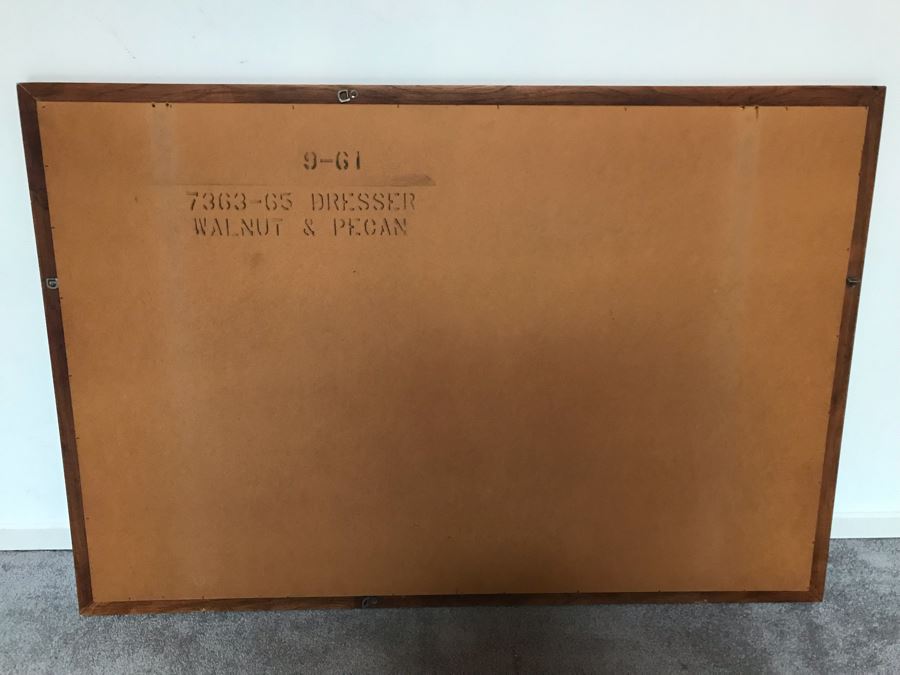 9-61
7363-65 DRESSER
WALNUT & PECAN